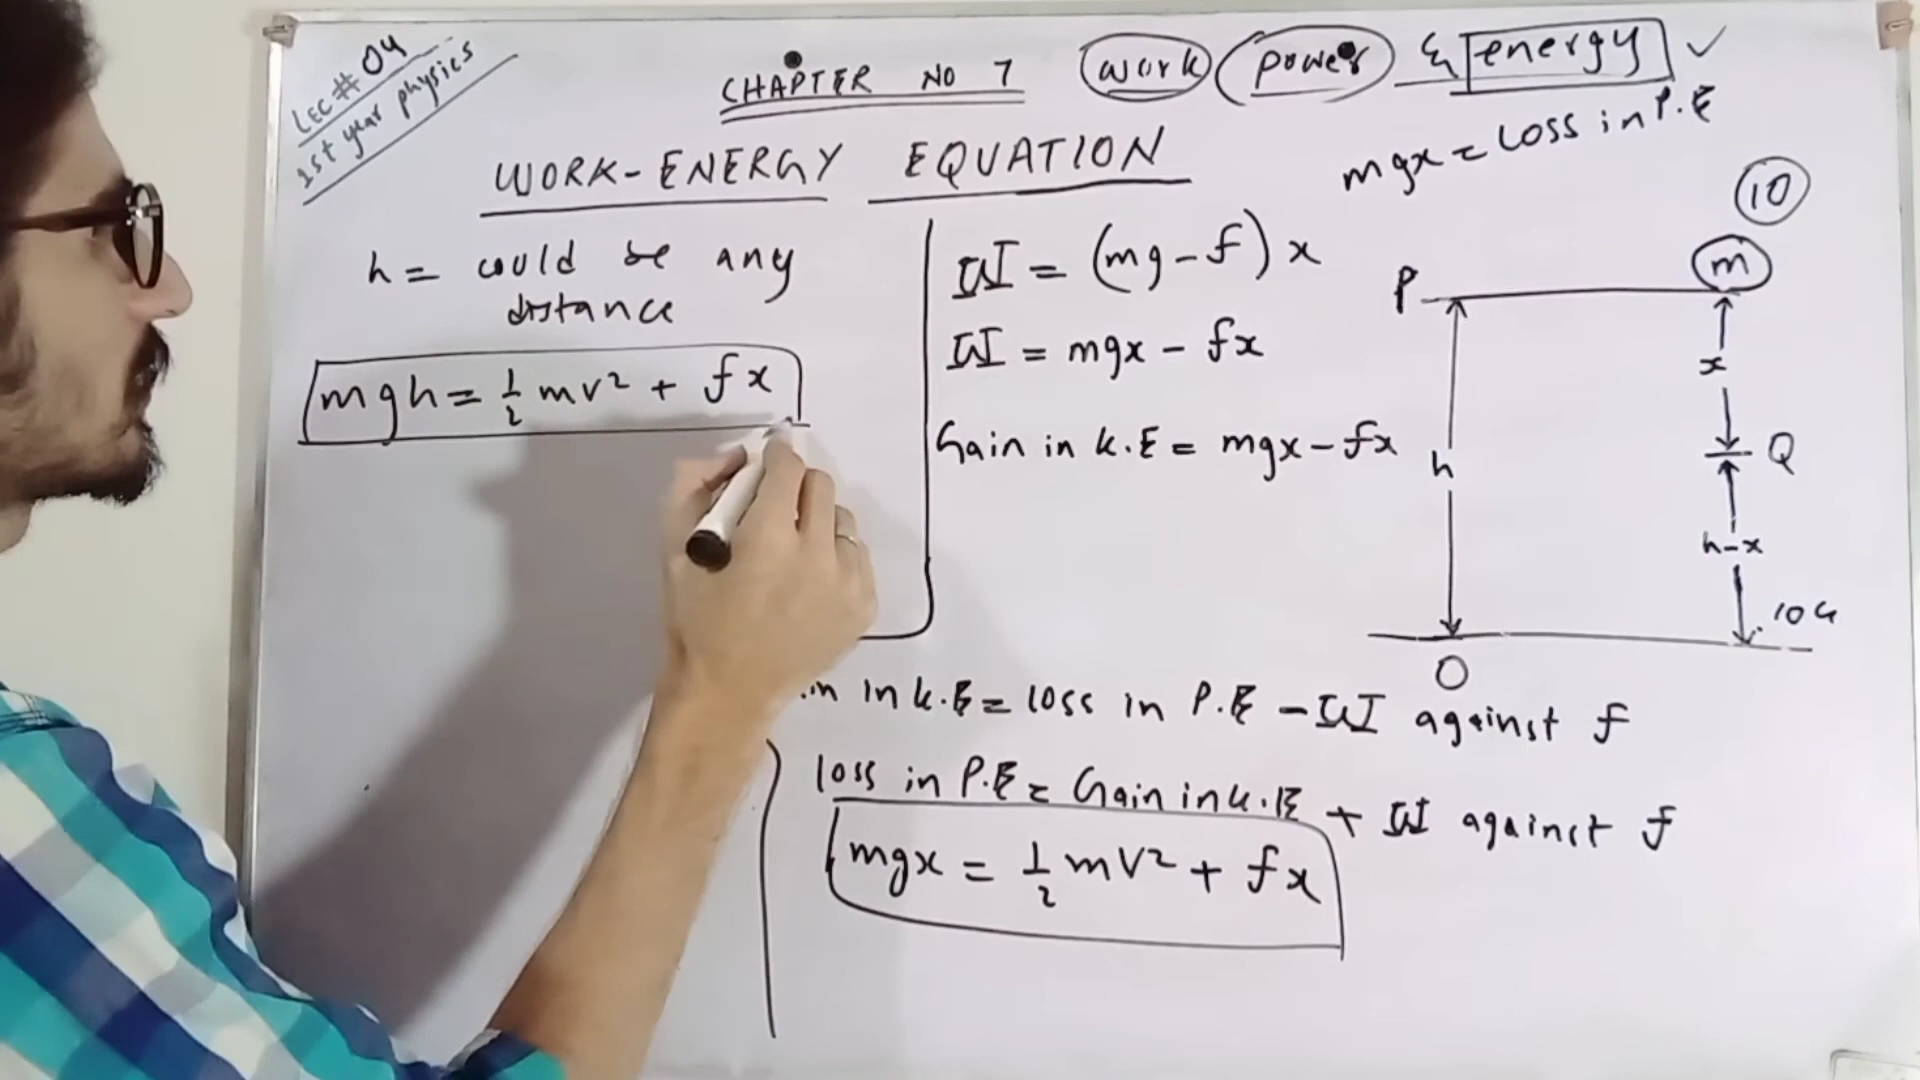 LEC # 04
1st year physics
CHAPTER NO 7 work power & energy ✓
WORK-ENERGY EQUATION
mgx = Loss in P.E
h = could be any
distance
mgh = 1/2 mv² + fx
W = (mg - f) x
W = mgx - fx
Gain in K.E = mgx - fx
10
m
P
x
Q
h
h-x
O
in K.E = loss in P.E - W against f
loss in P.E = Gain in K.E + W against f
mgx = 1/2 mv² + fx